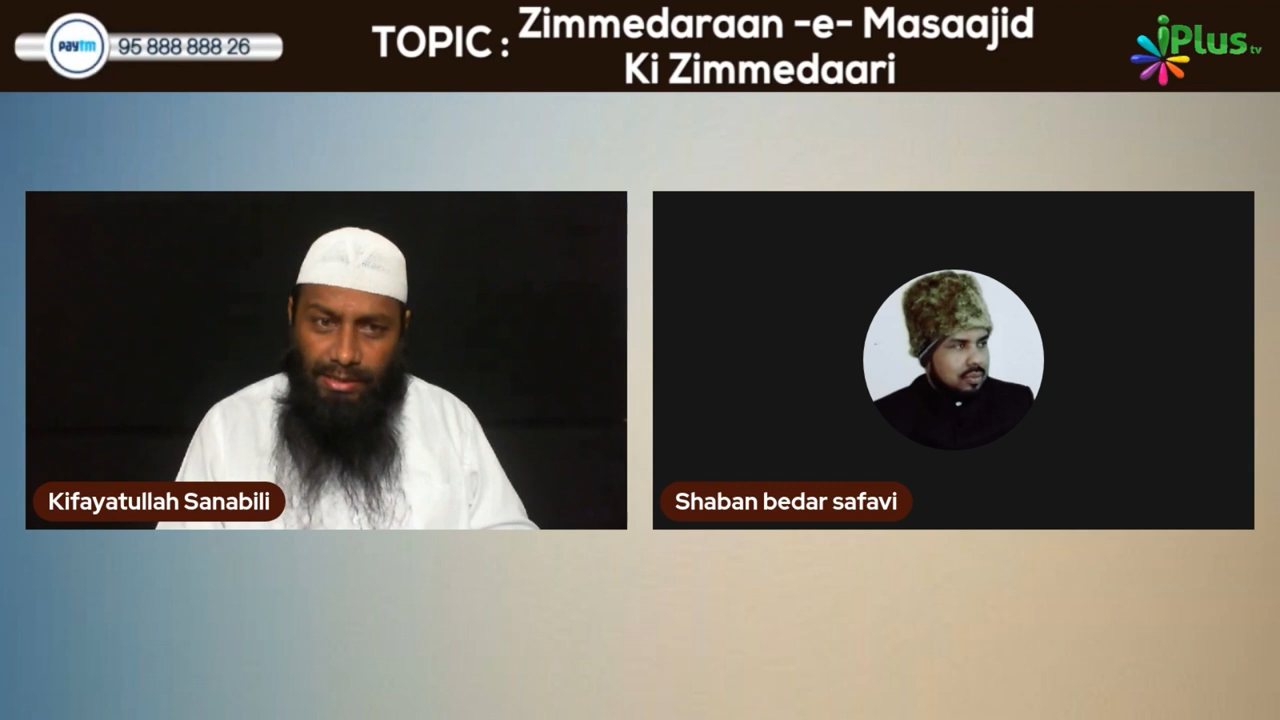 paytm 95 888 888 26
TOPIC : Zimmedaraan -e- Masaajid
Ki Zimmedaari
iPlus tv
Kifayatullah Sanabili
Shaban bedar safavi